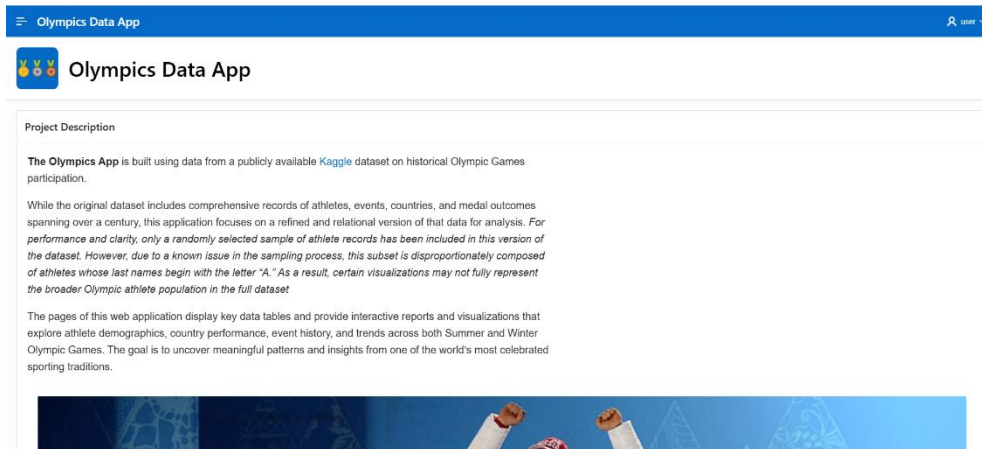 Olympics Data App
user
Olympics Data App
Project Description
The Olympics App is built using data from a publicly available Kaggle dataset on historical Olympic Games
participation.
While the original dataset includes comprehensive records of athletes, events, countries, and medal outcomes
spanning over a century, this application focuses on a refined and relational version of that data for analysis. For
performance and clarity, only a randomly selected sample of athlete records has been included in this version of
the dataset. However, due to a known issue in the sampling process, this subset is disproportionately composed
of athletes whose last names begin with the letter “A.” As a result, certain visualizations may not fully represent
the broader Olympic athlete population in the full dataset
The pages of this web application display key data tables and provide interactive reports and visualizations that
explore athlete demographics, country performance, event history, and trends across both Summer and Winter
Olympic Games. The goal is to uncover meaningful patterns and insights from one of the world's most celebrated
sporting traditions.